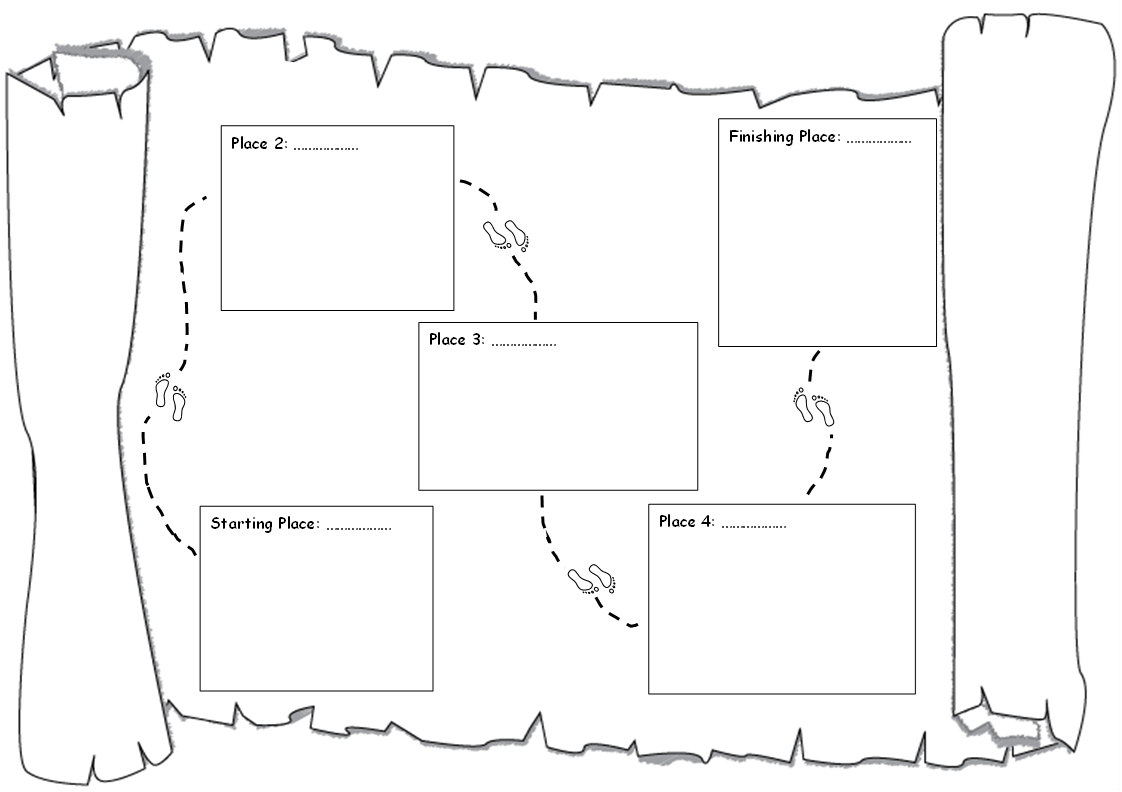 Place 2: ..................
Finishing Place: ..................
Place 3: ..................
Starting Place: ..................
Place 4: ..................